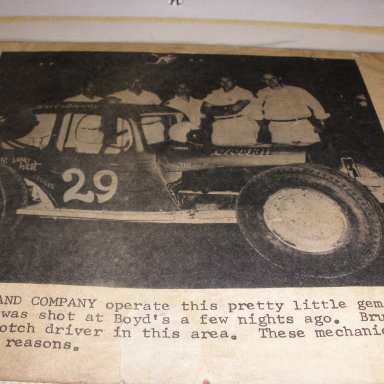 29
AND COMPANY operate this pretty little gem
was shot at Boyd's a few nights ago. Bru
otch driver in this area. These mechanic
reasons.